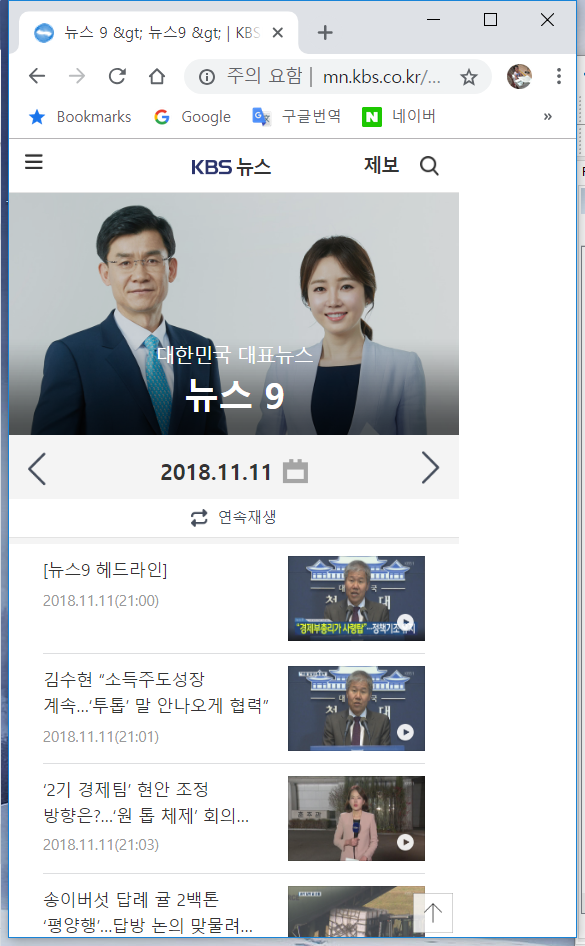 뉴스 9 &gt; 뉴스9 &gt; | KBS
주의 요함 | mn.kbs.co.kr/...
Bookmarks Google 구글번역 네이버 »
KBS 뉴스 제보
대한민국 대표뉴스
뉴스 9
2018.11.11
연속재생
[뉴스9 헤드라인]
2018.11.11(21:00)
"경제부총리가 사령탑"
김수현 “소득주도성장
계속…‘투톱’ 말 안나오게 협력”
2018.11.11(21:01)
‘2기 경제팀’ 현안 조정
방향은?…‘원 톱 체제’ 회의...
2018.11.11(21:03)
송이버섯 답례 귤 2백톤
‘평양행’…답방 논의 맞물려...